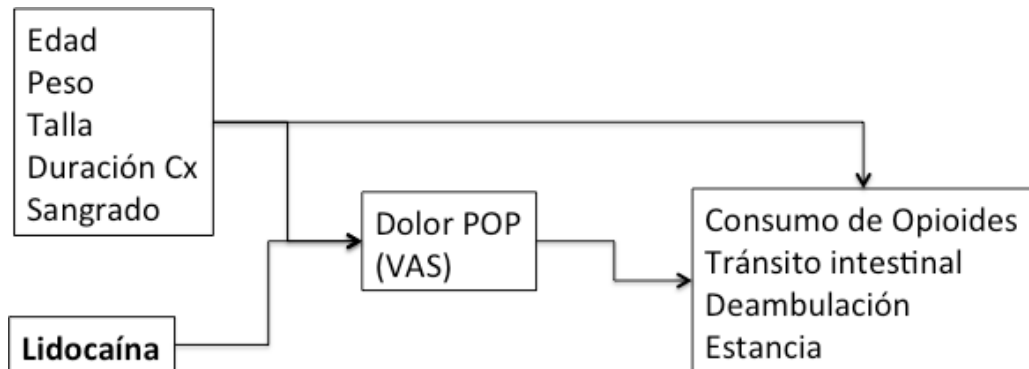 Edad
Peso
Talla
Duración Cx
Sangrado
Dolor POP
(VAS)
Consumo de Opioides
Tránsito intestinal
Deambulación
Estancia
Lidocaína